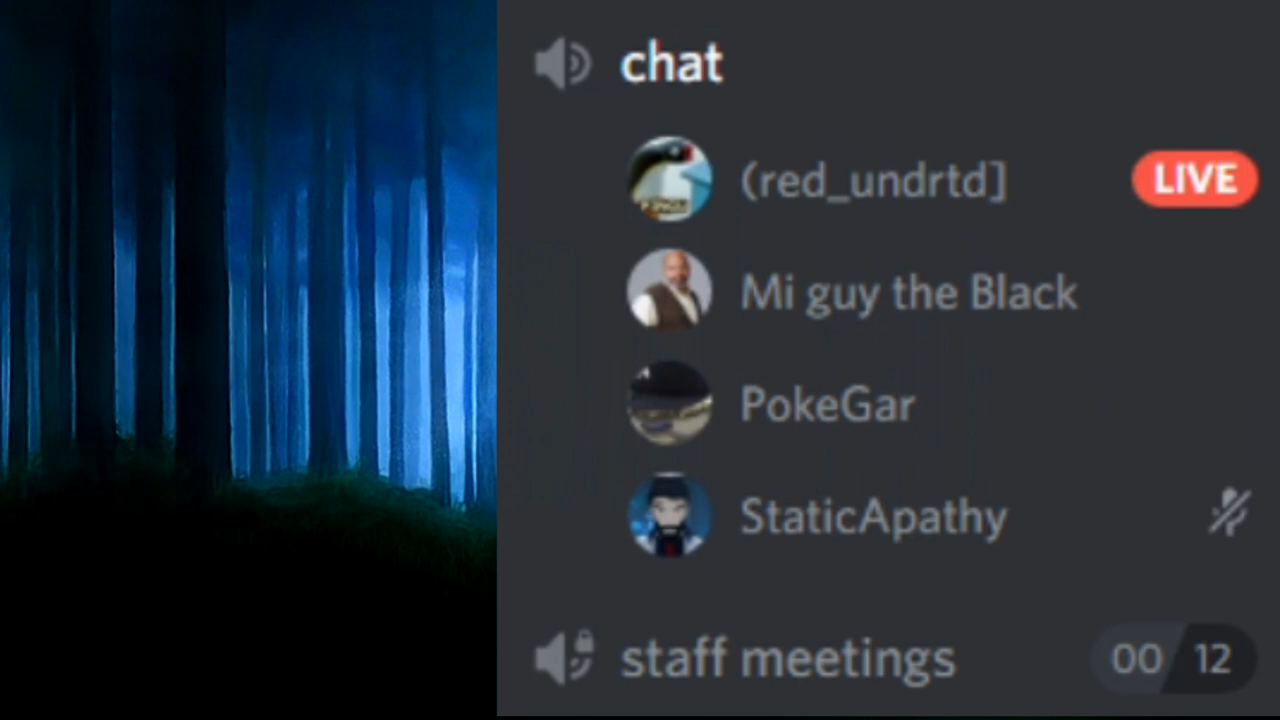 chat
(red_undrtd]
LIVE
Mi guy the Black
PokeGar
StaticApathy
staff meetings
00
12